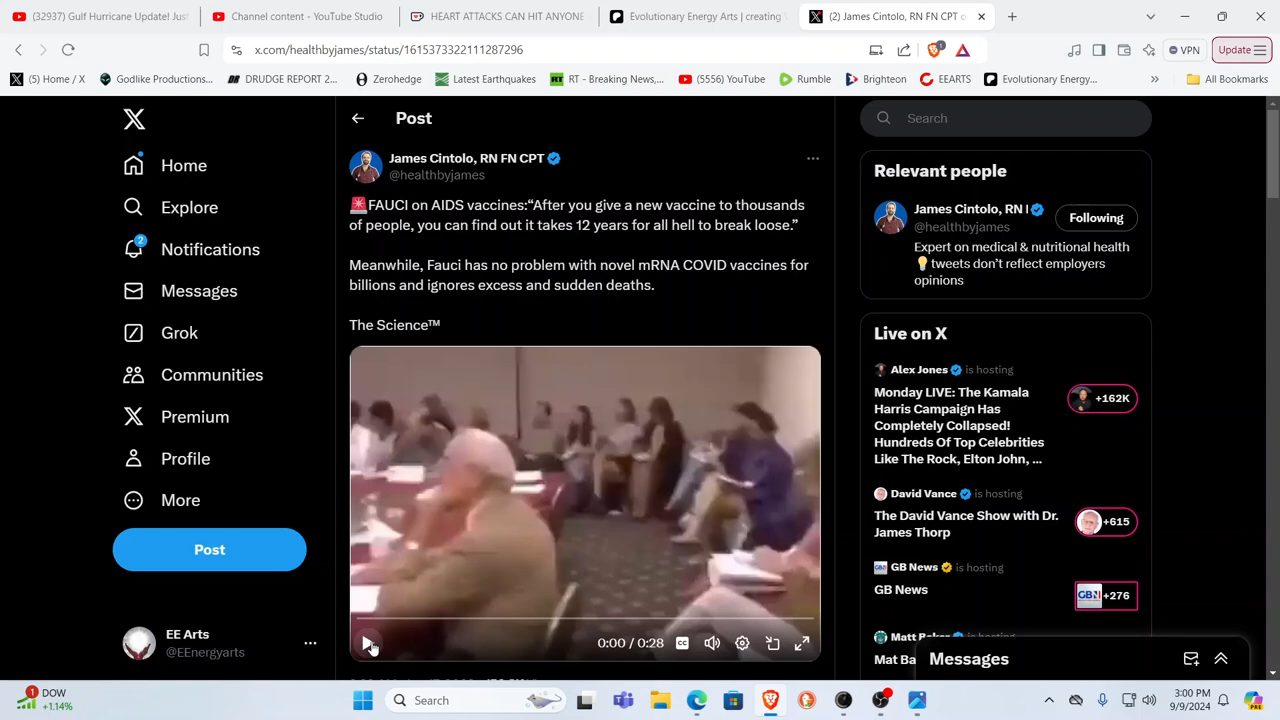 (32937) Gulf Hurricane Update! Just
Channel content - YouTube Studio
HEART ATTACKS CAN HIT ANYONE
Evolutionary Energy Arts | creating
(2) James Cintolo, RN FN CPT
x.com/healthbyjames/status/1615373322111287296
1
VPN
Update
(5) Home / X
Godlike Productions...
DRUDGE REPORT 2...
Zerohedge
Latest Earthquakes
RT - Breaking News,...
(5556) YouTube
Rumble
Brighteon
EEARTS
Evolutionary Energy...
All Bookmarks
Home
Explore
2
Notifications
Messages
Grok
Communities
Premium
Profile
More
Post
EE Arts
@EEnergyarts
Post
James Cintolo, RN FN CPT
@healthbyjames
🚨FAUCI on AIDS vaccines:“After you give a new vaccine to thousands
of people, you can find out it takes 12 years for all hell to break loose.”
Meanwhile, Fauci has no problem with novel mRNA COVID vaccines for
billions and ignores excess and sudden deaths.
The Science™
0:00 / 0:28
CC
Search
Relevant people
James Cintolo, RN
@healthbyjames
Following
Expert on medical & nutritional health
💡tweets don’t reflect employers
opinions
Live on X
Alex Jones is hosting
Monday LIVE: The Kamala
Harris Campaign Has
Completely Collapsed!
Hundreds Of Top Celebrities
Like The Rock, Elton John, ...
+162K
David Vance is hosting
The David Vance Show with Dr.
James Thorp
+615
GB News is hosting
GB News
+276
Matt Baker
Mat Ba
Messages
1
DOW
+1.14%
Search
3:00 PM
9/9/2024